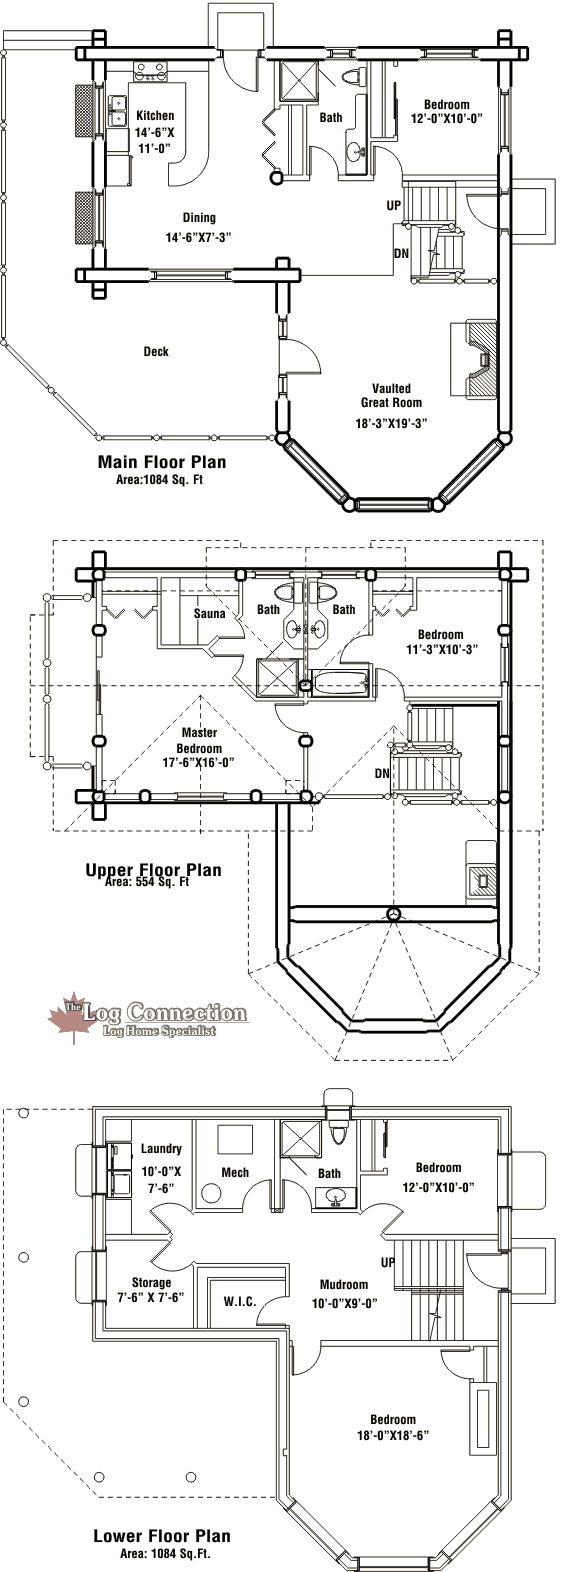 Kitchen
14'-6"X
11'-0"
Bath
Bedroom
12'-0"X10'-0"
UP
Dining
14'-6"X7'-3"
DN
Deck
Vaulted
Great Room
18'-3"X19'-3"
Main Floor Plan
Area:1084 Sq. Ft
Sauna
Bath
Bath
Bedroom
11'-3"X10'-3"
Master
Bedroom
17'-6"X16'-0"
DN
Upper Floor Plan
Area: 554 Sq. Ft
The
Log Connection
Log Home Specialist
Laundry
10'-0"X
7'-6"
Mech
Bath
Bedroom
12'-0"X10'-0"
UP
Storage
7'-6" X 7'-6"
W.I.C.
Mudroom
10'-0"X9'-0"
Bedroom
18'-0"X18'-6"
Lower Floor Plan
Area: 1084 Sq.Ft.